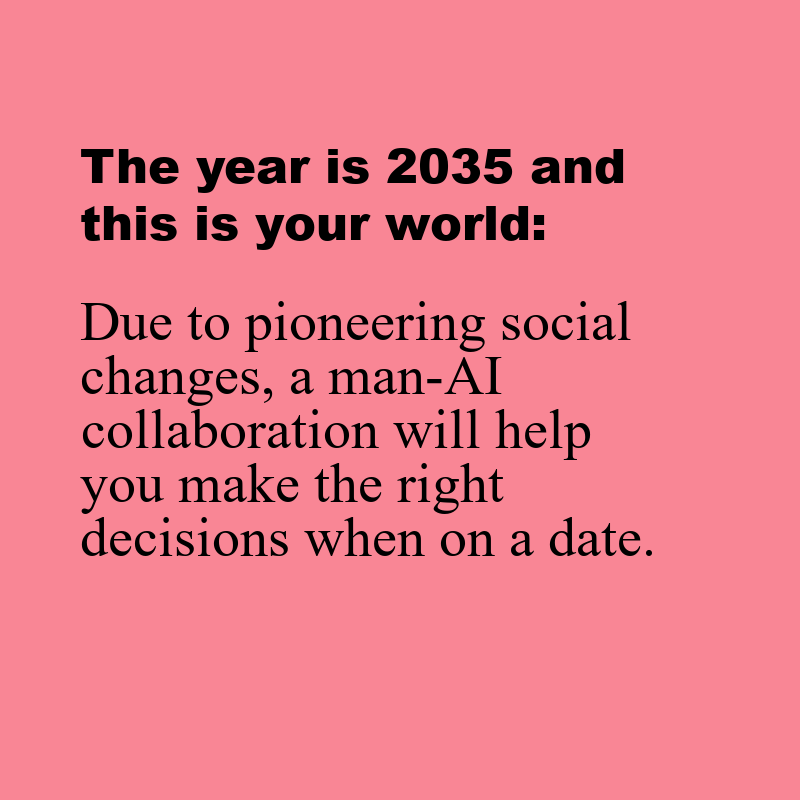 The year is 2035 and
this is your world:
Due to pioneering social
changes, a man-AI
collaboration will help
you make the right
decisions when on a date.